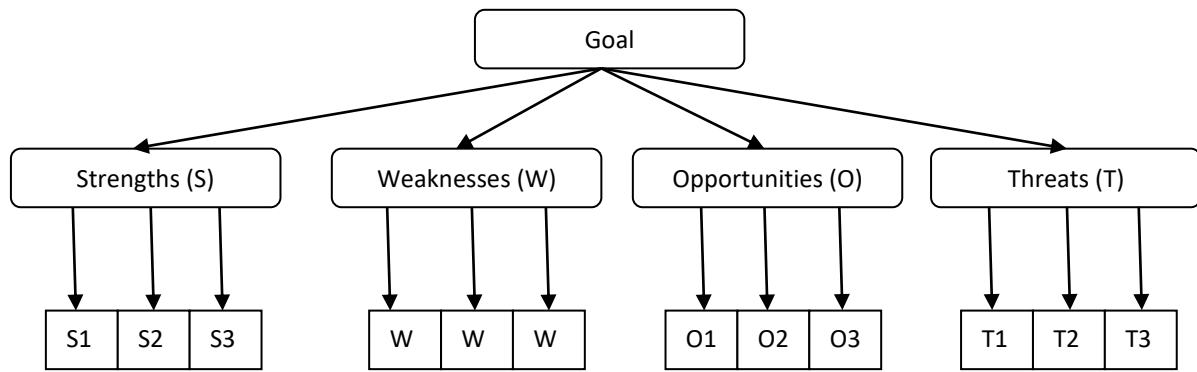 Goal
Strengths (S)
Weaknesses (W)
Opportunities (O)
Threats (T)
S1 S2 S3
W W W
O1 O2 O3
T1 T2 T3